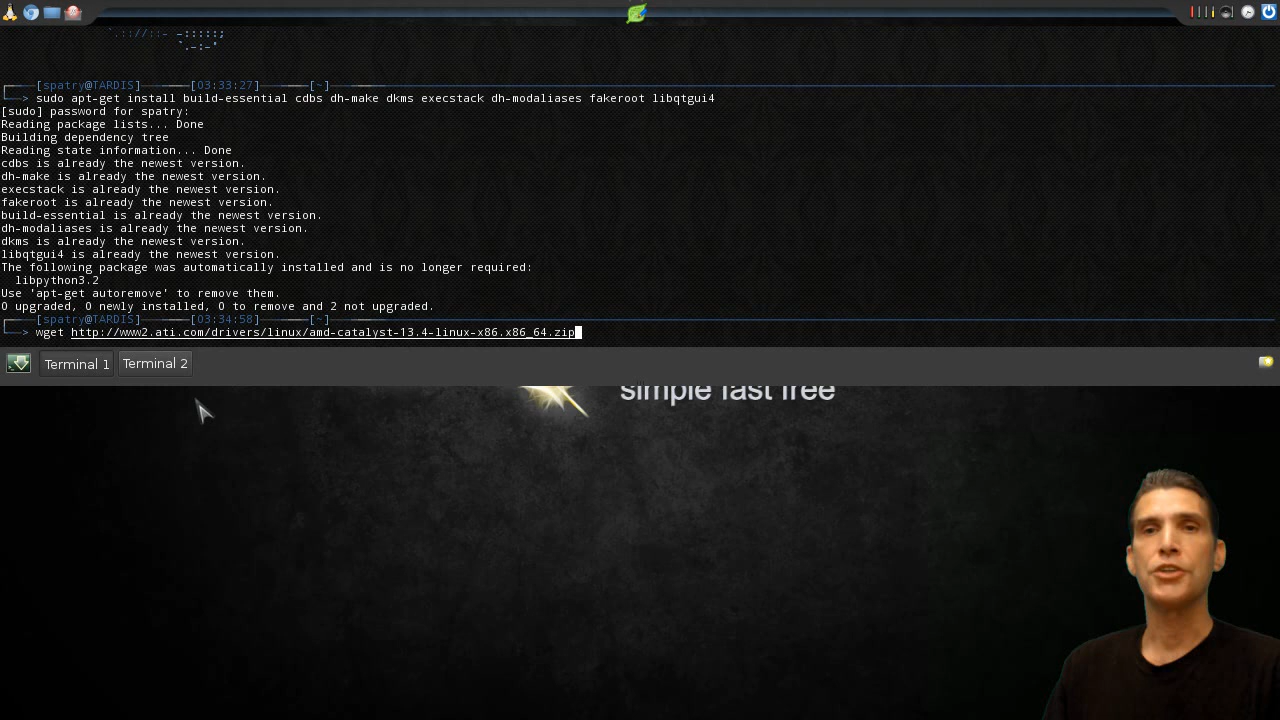 [spatry@TARDIS] [03:33:27] [~]
└──> sudo apt-get install build-essential cdbs dh-make dkms execstack dh-modaliases fakeroot libqtgui4
[sudo] password for spatry:
Reading package lists... Done
Building dependency tree
Reading state information... Done
cdbs is already the newest version.
dh-make is already the newest version.
execstack is already the newest version.
fakeroot is already the newest version.
build-essential is already the newest version.
dh-modaliases is already the newest version.
dkms is already the newest version.
libqtgui4 is already the newest version.
The following package was automatically installed and is no longer required:
libpython3.2
Use 'apt-get autoremove' to remove them.
0 upgraded, 0 newly installed, 0 to remove and 2 not upgraded.
[spatry@TARDIS] [03:34:58] [~]
└──> wget http://www2.ati.com/drivers/linux/amd-catalyst-13.4-linux-x86.x86_64.zip
Terminal 1 Terminal 2
simple fast free